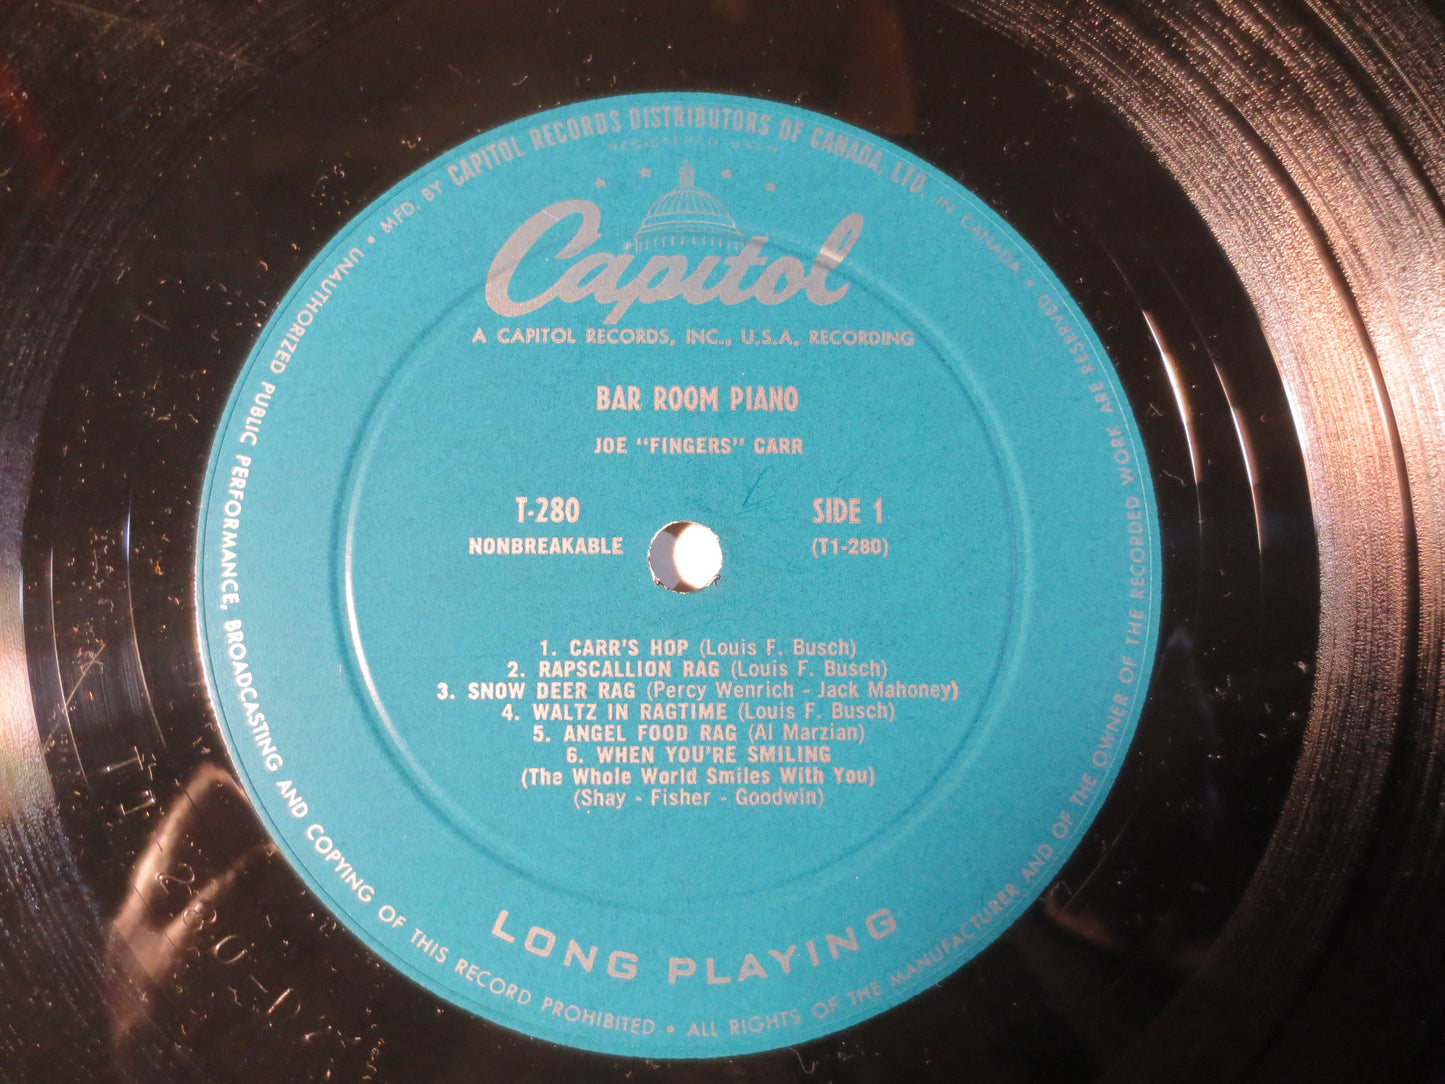 MFD. BY CAPITOL RECORDS DISTRIBUTORS OF CANADA, LTD. IN CANADA •
REGISTERED
Capitol
A CAPITOL RECORDS, INC., U.S.A. RECORDING
BAR ROOM PIANO
JOE "FINGERS" CARR
T-280
NONBREAKABLE
SIDE 1
(T1-280)
1. CARR'S HOP (Louis F. Busch)
2. RAPSCALLION RAG (Louis F. Busch)
3. SNOW DEER RAG (Percy Wenrich - Jack Mahoney)
4. WALTZ IN RAGTIME (Louis F. Busch)
5. ANGEL FOOD RAG (Al Marzian)
6. WHEN YOU'RE SMILING
(The Whole World Smiles With You)
(Shay - Fisher - Goodwin)
LONG PLAYING
• UNAUTHORIZED PUBLIC PERFORMANCE, BROADCASTING AND COPYING OF THIS RECORD PROHIBITED • ALL RIGHTS OF THE MANUFACTURER AND OF THE OWNER OF THE RECORDED WORK ARE RESERVED